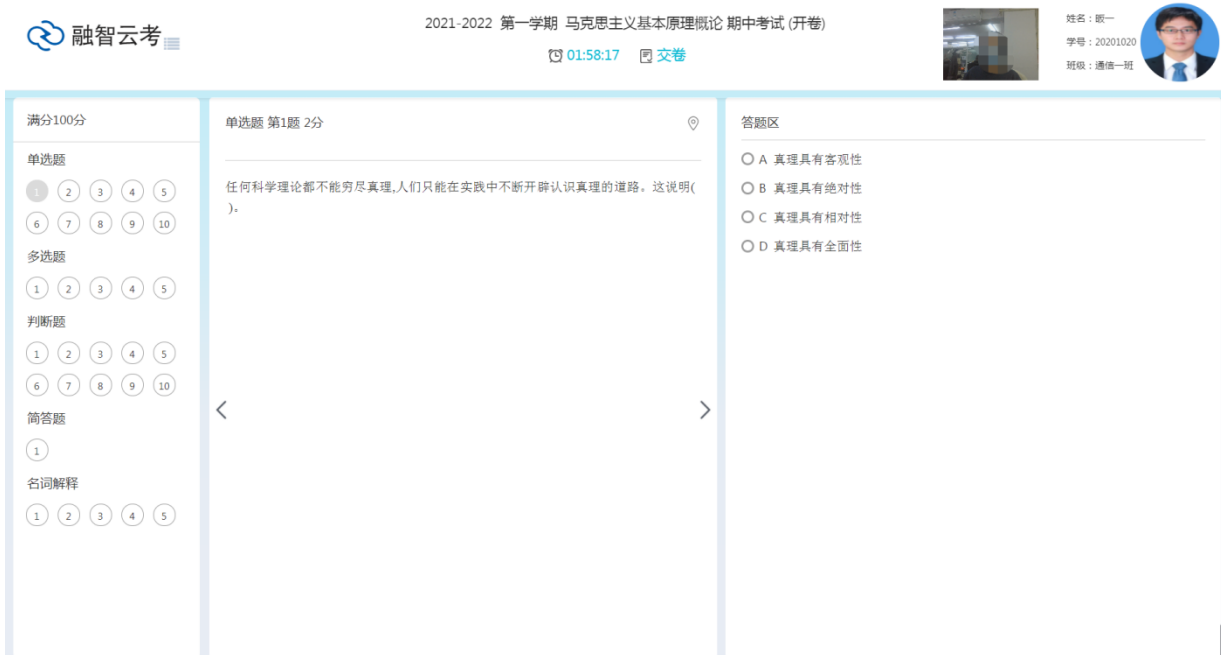 融智云考
2021-2022 第一学期 马克思主义基本原理概论 期中考试 (开卷)
01:58:17 交卷
姓名：眅一
学号：20201020
班级：通信一班
满分100分
单选题
1 2 3 4 5
6 7 8 9 10
多选题
1 2 3 4 5
判断题
1 2 3 4 5
6 7 8 9 10
简答题
1
名词解释
1 2 3 4 5
单选题 第1题 2分
任何科学理论都不能穷尽真理,人们只能在实践中不断开辟认识真理的道路。这说明(
)。
答题区
A 真理具有客观性
B 真理具有绝对性
C 真理具有相对性
D 真理具有全面性